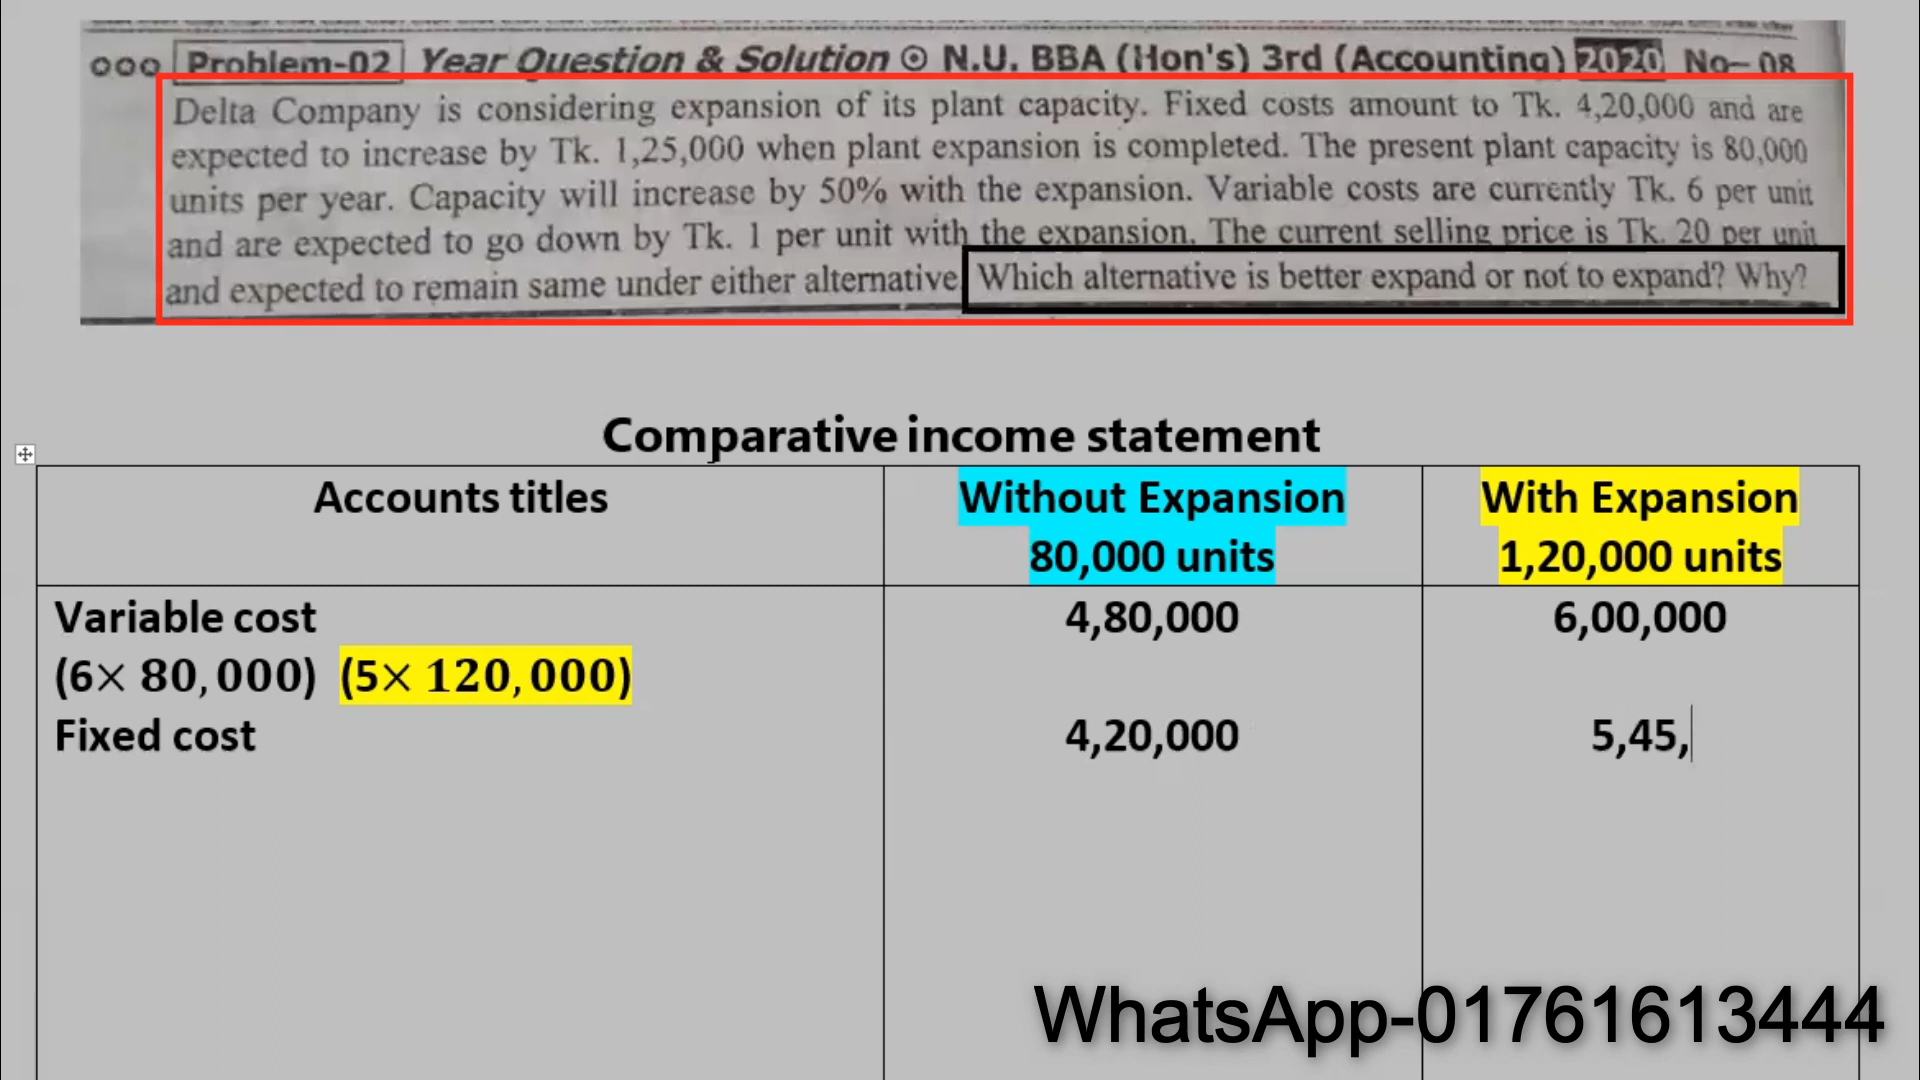 ooo Problem-02 Year Question & Solution ⊙ N.U. BBA (Hon's) 3rd (Accounting) 2020 No– 08
Delta Company is considering expansion of its plant capacity. Fixed costs amount to Tk. 4,20,000 and are
expected to increase by Tk. 1,25,000 when plant expansion is completed. The present plant capacity is 80,000
units per year. Capacity will increase by 50% with the expansion. Variable costs are currently Tk. 6 per unit
and are expected to go down by Tk. 1 per unit with the expansion. The current selling price is Tk. 20 per unit
and expected to remain same under either alternative Which alternative is better expand or not to expand? Why?
Comparative income statement
Accounts titles Without Expansion With Expansion
80,000 units 1,20,000 units
Variable cost 4,80,000 6,00,000
(6× 80,000) (5× 120,000)
Fixed cost 4,20,000 5,45,
WhatsApp-01761613444